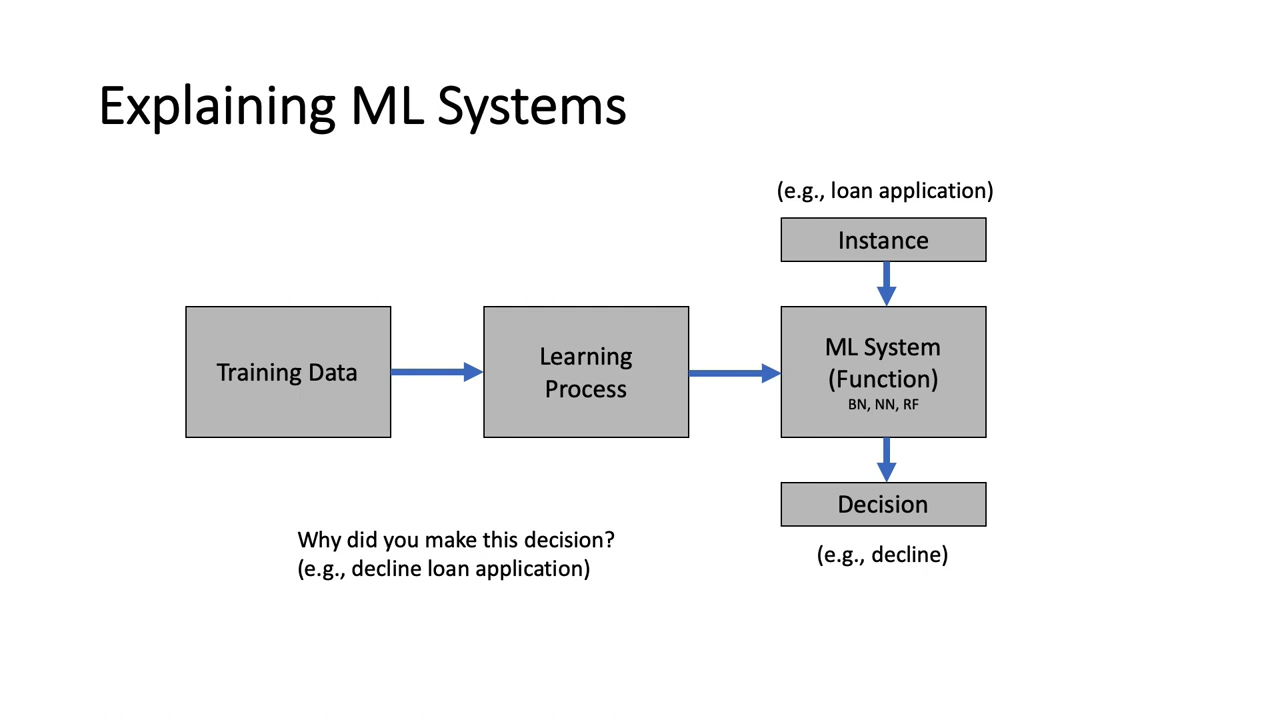 Explaining ML Systems
(e.g., loan application)
Instance
Training Data
Learning
Process
ML System
(Function)
BN, NN, RF
Decision
(e.g., decline)
Why did you make this decision?
(e.g., decline loan application)